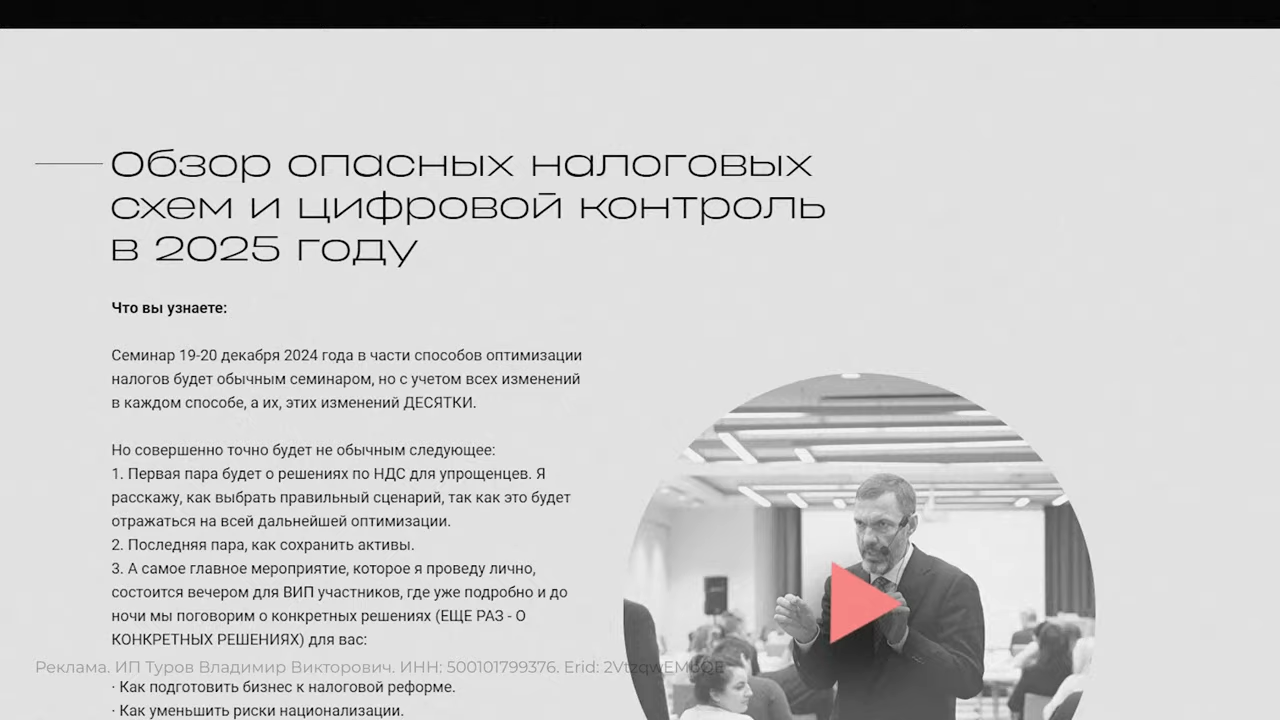 Обзор опасных налоговых
схем и цифровой контроль
в 2025 году
Что вы узнаете:
Семинар 19-20 декабря 2024 года в части способов оптимизации
налогов будет обычным семинаром, но с учетом всех изменений
в каждом способе, а их, этих изменений ДЕСЯТКИ.
Но совершенно точно будет не обычным следующее:
1. Первая пара будет о решениях по НДС для упрощенцев. Я
расскажу, как выбрать правильный сценарий, так как это будет
отражаться на всей дальнейшей оптимизации.
2. Последняя пара, как сохранить активы.
3. А самое главное мероприятие, которое я проведу лично,
состоится вечером для ВИП участников, где уже подробно и до
ночи мы поговорим о конкретных решениях (ЕЩЕ РАЗ - О
КОНКРЕТНЫХ РЕШЕНИЯХ) для вас:
Реклама. ИП Туров Владимир Викторович. ИНН: 500101799376. Erid:
· Как подготовить бизнес к налоговой реформе.
· Как уменьшить риски национализации.